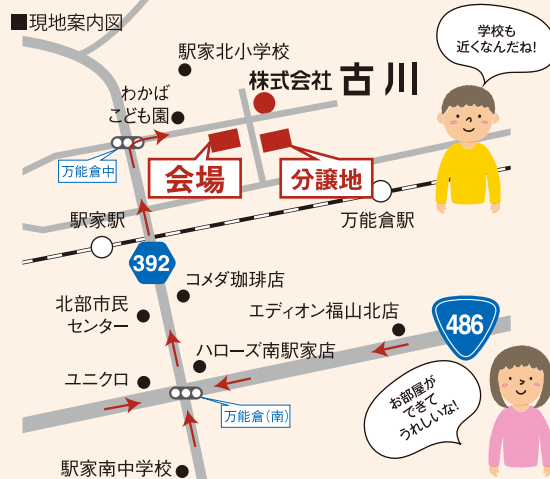 ■現地案内図
学校も
近くなんだね!
駅家北小学校
株式会社 古川
わかば
こども園
万能倉中
会場
分譲地
駅家駅
万能倉駅
392
コメダ珈琲店
北部市民
センター
エディオン福山北店
486
ハローズ南駅家店
ユニクロ
お部屋が
できて
うれしいな!
万能倉(南)
駅家南中学校